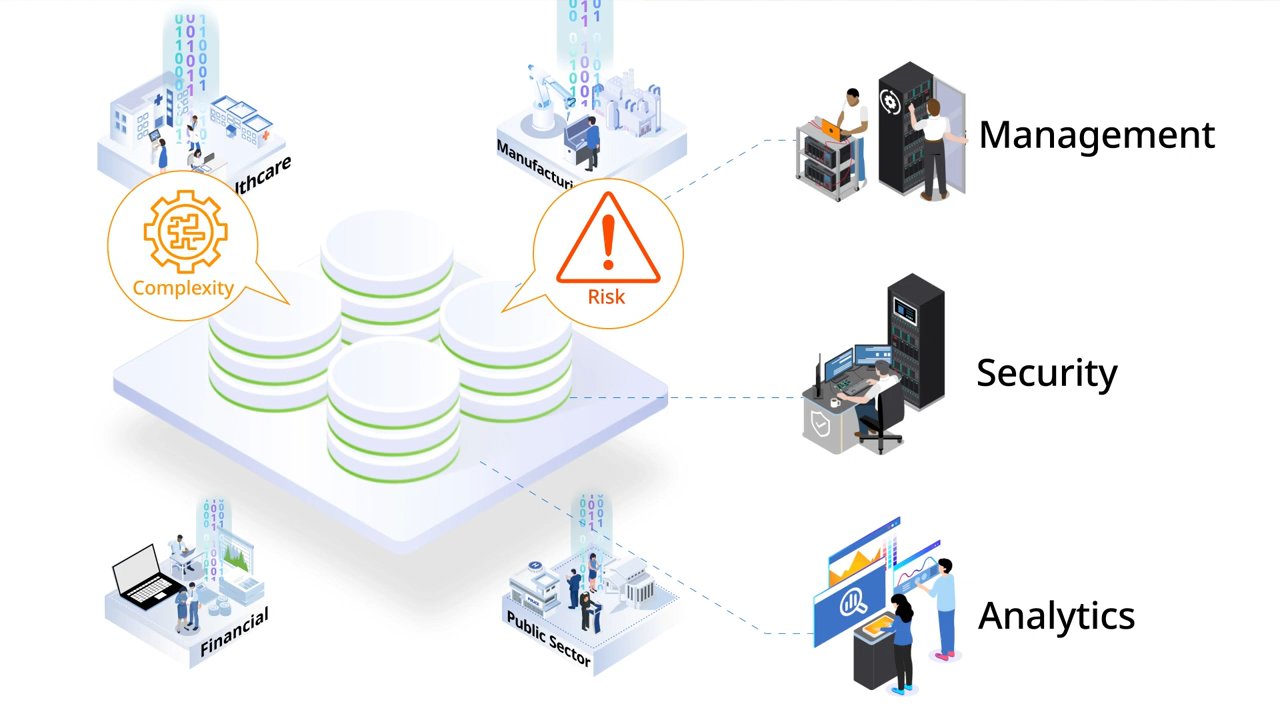 lthcare
Manufacturi
Management
Complexity
Risk
Security
Financial
Public Sector
Analytics